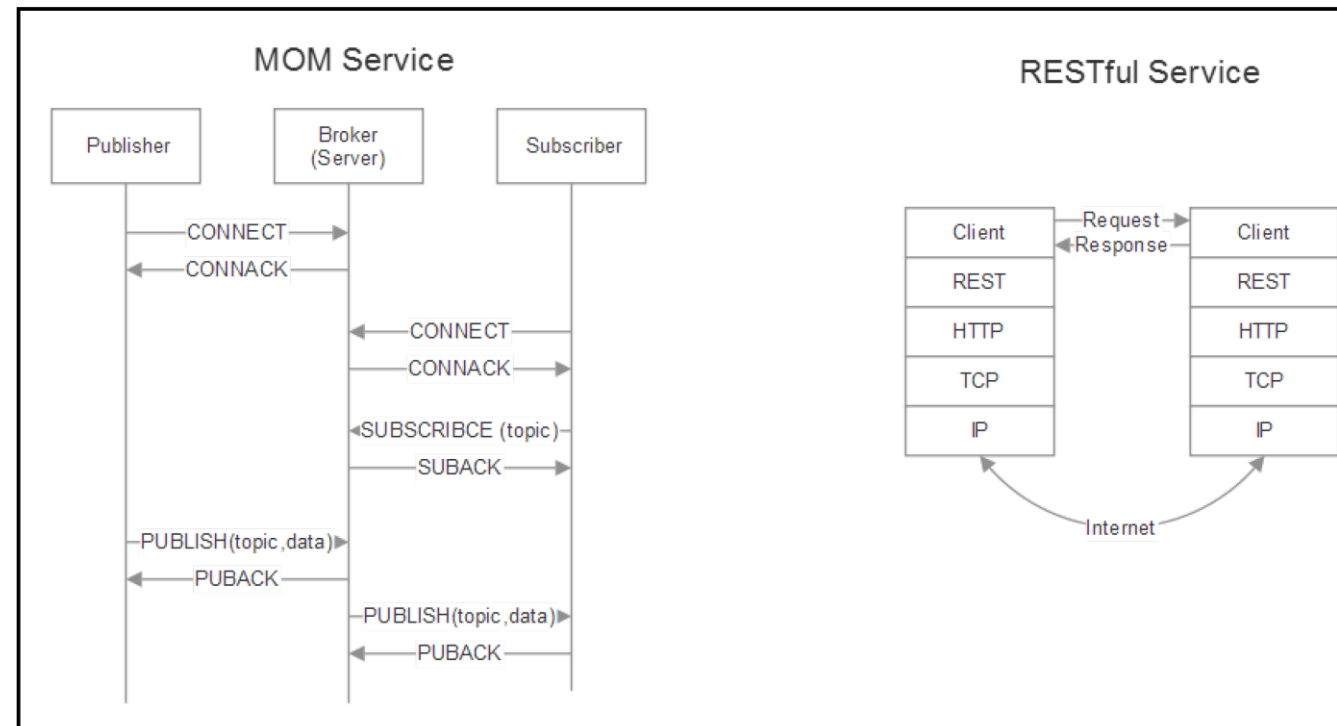 MOM Service
Publisher
Broker
(Server)
Subscriber
CONNECT
CONNACK
CONNECT
CONNACK
SUBSCRIBCE (topic)
SUBACK
PUBLISH(topic,data)
PUBACK
PUBLISH(topic,data)
PUBACK
RESTful Service
Client
Request
Response
Client
REST
REST
HTTP
HTTP
TCP
TCP
IP
IP
Internet